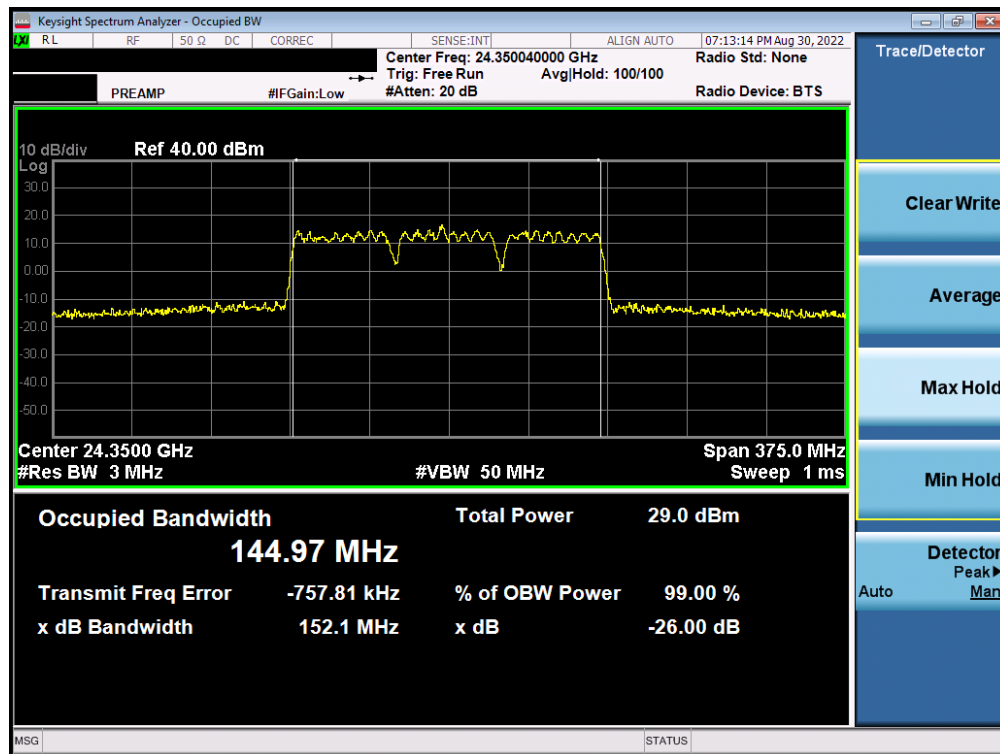 Keysight Spectrum Analyzer - Occupied BW
LXI RL RF 50 Ω DC CORREC SENSE:INT ALIGN AUTO 07:13:14 PM Aug 30, 2022
Center Freq: 24.350040000 GHz Radio Std: None
Trig: Free Run Avg|Hold: 100/100
PREAMP #IFGain:Low #Atten: 20 dB Radio Device: BTS
10 dB/div Ref 40.00 dBm
Log
30.0
20.0
10.0
0.00
-10.0
-20.0
-30.0
-40.0
-50.0
Center 24.3500 GHz Span 375.0 MHz
#Res BW 3 MHz #VBW 50 MHz Sweep 1 ms
Occupied Bandwidth Total Power 29.0 dBm
144.97 MHz
Transmit Freq Error -757.81 kHz % of OBW Power 99.00 %
x dB Bandwidth 152.1 MHz x dB -26.00 dB
MSG STATUS
Trace/Detector
Clear Write
Average
Max Hold
Min Hold
Detector
Peak
Auto Man